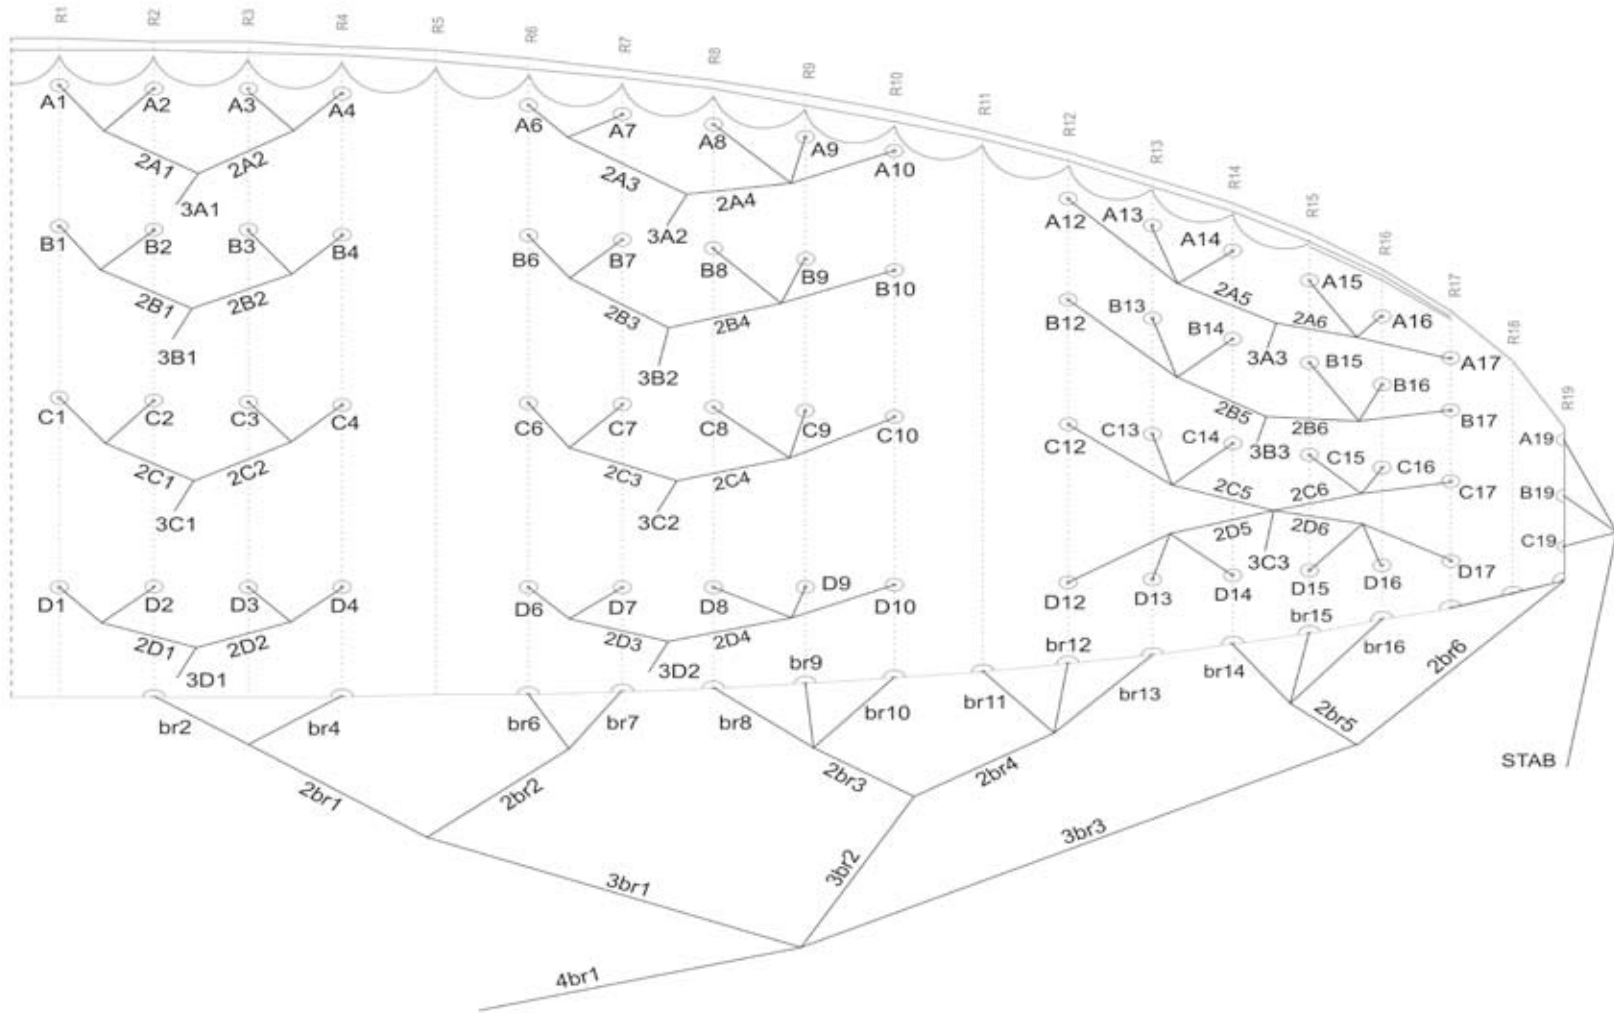 R1 R2 R3 R4 R5 R6 R7 R8 R9 R10 R11 R12 R13 R14 R15 R16 R17 R18 R19
A1 A2 A3 A4 A6 A7 A8 A9 A10 A12 A13 A14 A15 A16 A17 A19
2A1 2A2 2A3 2A4 2A5 2A6
3A1 3A2 3A3
B1 B2 B3 B4 B6 B7 B8 B9 B10 B12 B13 B14 B15 B16 B17 B19
2B1 2B2 2B3 2B4 2B5 2B6
3B1 3B2 3B3
C1 C2 C3 C4 C6 C7 C8 C9 C10 C12 C13 C14 C15 C16 C17 C19
2C1 2C2 2C3 2C4 2C5 2C6
3C1 3C2 3C3
2D5 2D6
D1 D2 D3 D4 D6 D7 D8 D9 D10 D12 D13 D14 D15 D16 D17
2D1 2D2 2D3 2D4
3D1 3D2
br2 br4 br6 br7 br8 br9 br10 br11 br12 br13 br14 br15 br16
2br1 2br2 2br3 2br4 2br5 2br6
STAB
3br1 3br2 3br3
4br1